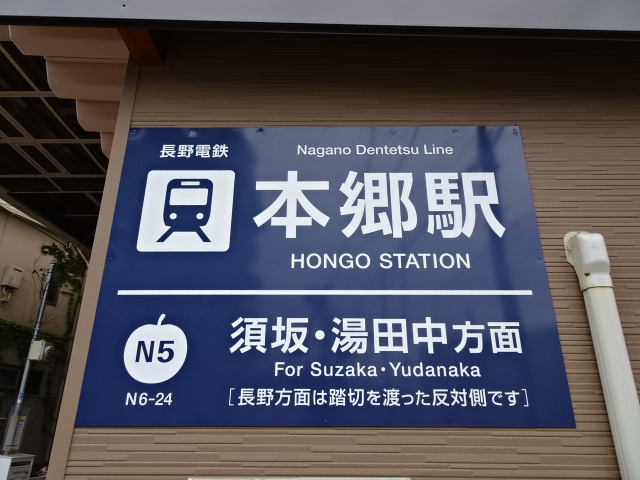 長野電鉄 Nagano Dentetsu Line
本郷駅
HONGO STATION
N5
N6-24
須坂・湯田中方面
For Suzaka・Yudanaka
[長野方面は踏切を渡った反対側です]